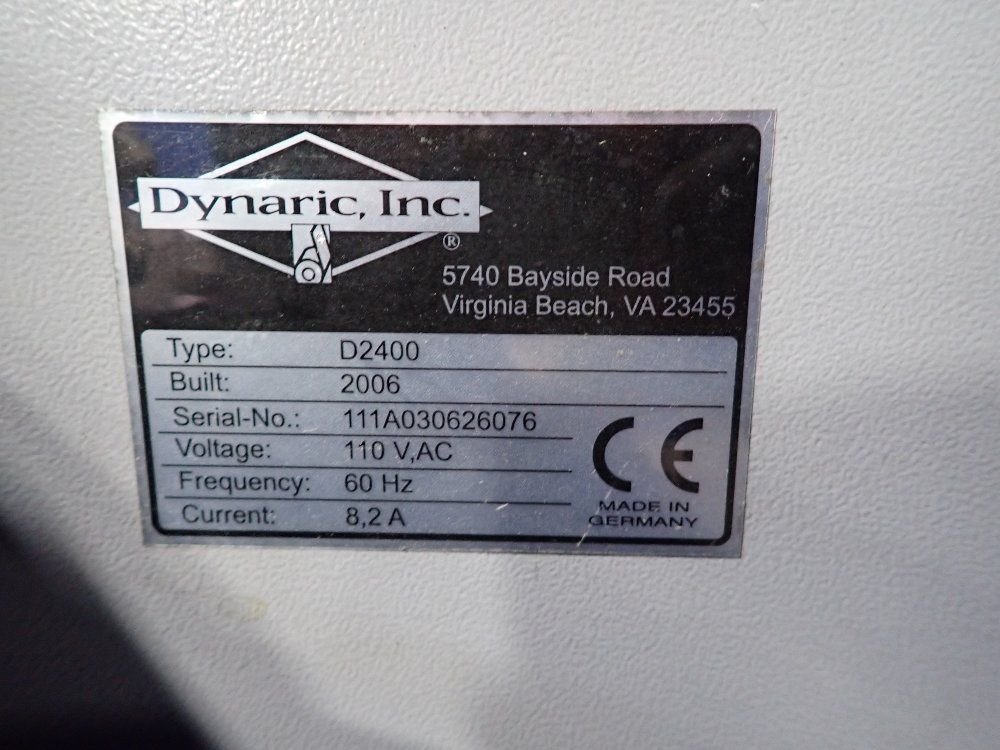 Dynaric, Inc.
®
5740 Bayside Road
Virginia Beach, VA 23455
Type: D2400
Built: 2006
Serial-No.: 111A030626076
Voltage: 110 V,AC
Frequency: 60 Hz
Current: 8,2 A
CE
MADE IN
GERMANY